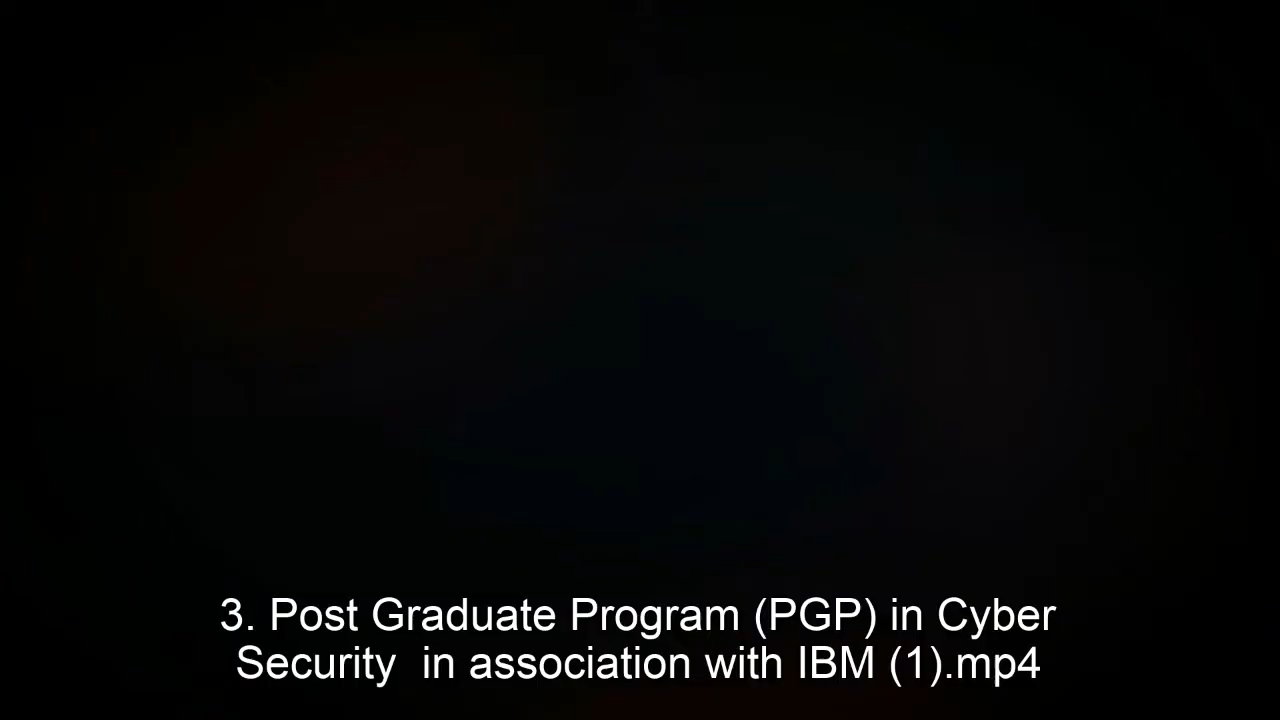 3. Post Graduate Program (PGP) in Cyber
Security  in association with IBM (1).mp4